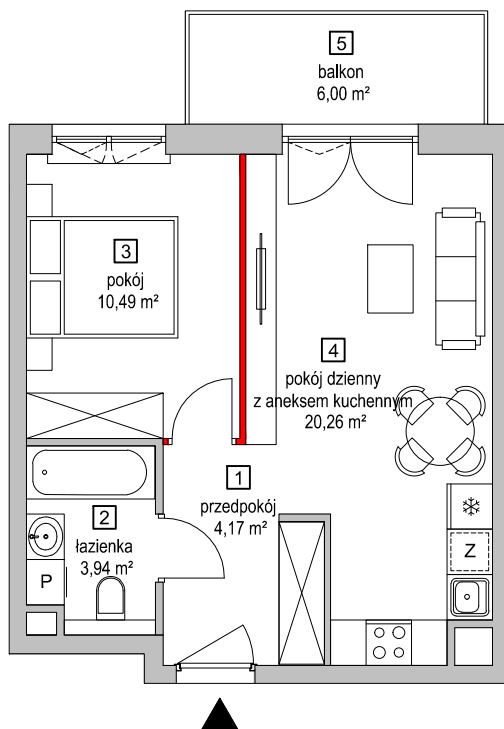 5
balkon
6,00 m²
3
pokój
10,49 m²
4
pokój dzienny
z aneksem kuchennym
20,26 m²
1
przedpokój
4,17 m²
2
łazienka
3,94 m²
P
Z